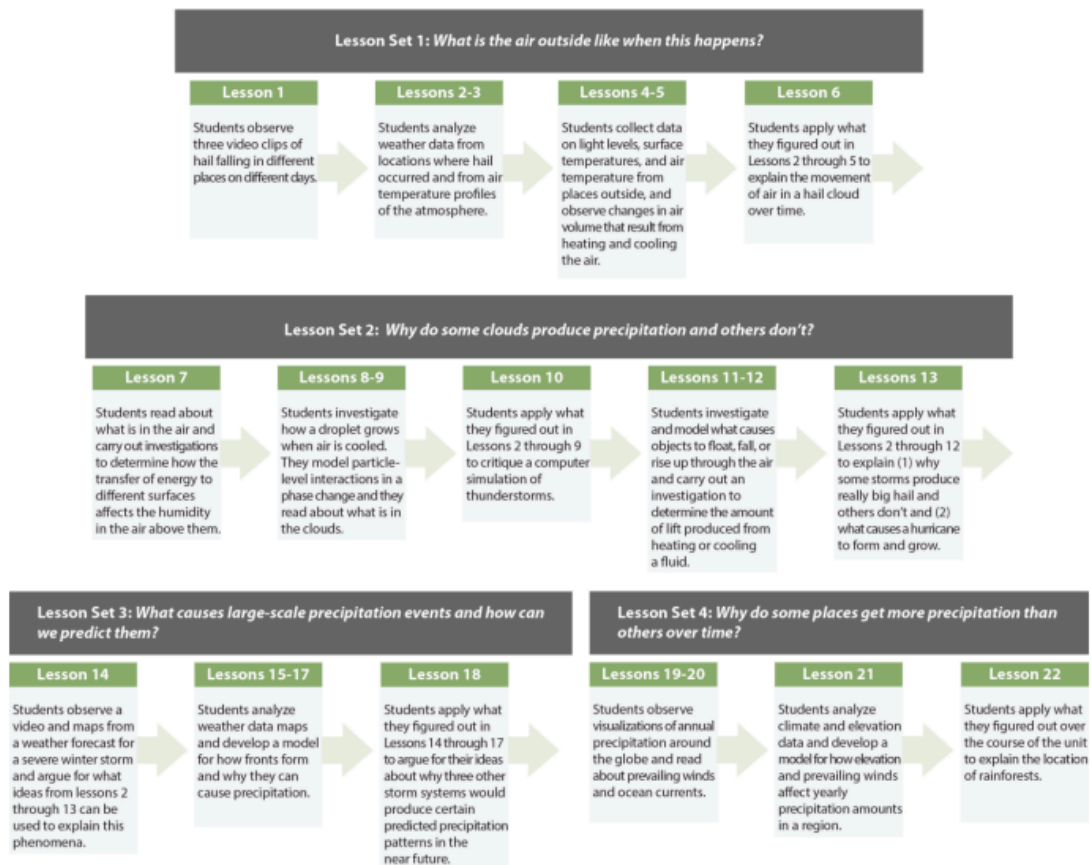 Lesson Set 1: What is the air outside like when this happens?
Lesson 1
Students observe
three video clips of
hail falling in different
places on different days.
Lessons 2-3
Students analyze
weather data from
locations where hail
occurred and from air
temperature profiles
of the atmosphere.
Lessons 4-5
Students collect data
on light levels, surface
temperatures, and air
temperature from
places outside, and
observe changes in air
volume that result from
heating and cooling
the air.
Lesson 6
Students apply what
they figured out in
Lessons 2 through 5 to
explain the movement
of air in a hail cloud
over time.
Lesson Set 2: Why do some clouds produce precipitation and others don't?
Lesson 7
Students read about
what is in the air and
carry out investigations
to determine how the
transfer of energy to
different surfaces
affects the humidity
in the air above them.
Lessons 8-9
Students investigate
how a droplet grows
when air is cooled.
They model particle-
level interactions in a
phase change and they
read about what is in
the clouds.
Lesson 10
Students apply what
they figured out in
Lessons 2 through 9
to critique a computer
simulation of
thunderstorms.
Lessons 11-12
Students investigate
and model what causes
objects to float, fall, or
rise up through the air
and carry out an
investigation to
determine the amount
of lift produced from
heating or cooling
a fluid.
Lessons 13
Students apply what
they figured out in
Lessons 2 through 12
to explain (1) why
some storms produce
really big hail and
others don't and (2)
what causes a hurricane
to form and grow.
Lesson Set 3: What causes large-scale precipitation events and how can
we predict them?
Lesson 14
Students observe a
video and maps from
a weather forecast for
a severe winter storm
and argue for what
ideas from lessons 2
through 13 can be
used to explain this
phenomena.
Lessons 15-17
Students analyze
weather data maps
and develop a model
for how fronts form
and why they can
cause precipitation.
Lesson 18
Students apply what
they figured out in
Lessons 14 through 17
to argue for their ideas
about why three other
storm systems would
produce certain
predicted precipitation
patterns in the
near future.
Lesson Set 4: Why do some places get more precipitation than
others over time?
Lessons 19-20
Students observe
visualizations of annual
precipitation around
the globe and read
about prevailing winds
and ocean currents.
Lesson 21
Students analyze
climate and elevation
data and develop a
model for how elevation
and prevailing winds
affect yearly
precipitation amounts
in a region.
Lesson 22
Students apply what
they figured out over
the course of the unit
to explain the location
of rainforests.